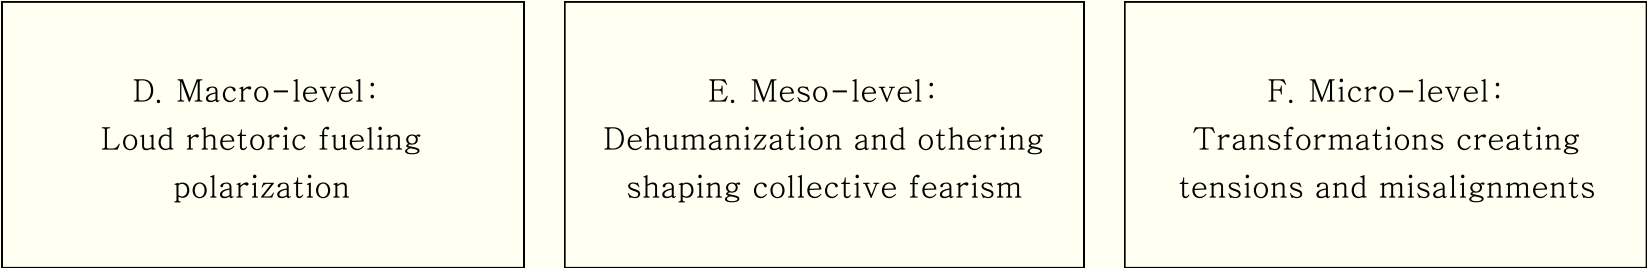 D. Macro-level:
Loud rhetoric fueling
polarization
E. Meso-level:
Dehumanization and othering
shaping collective fearism
F. Micro-level:
Transformations creating
tensions and misalignments